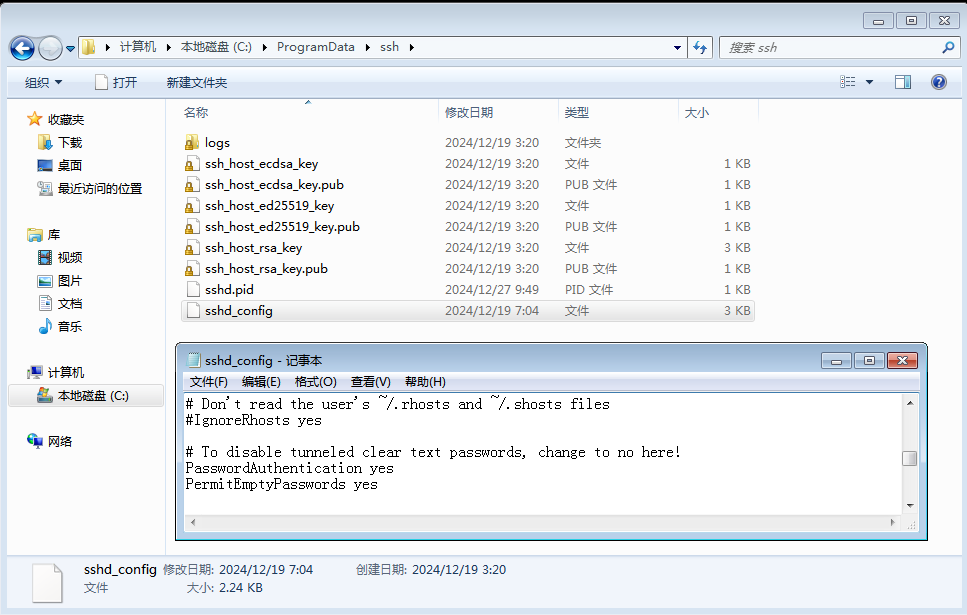 计算机 本地磁盘 (C:) ProgramData ssh
搜索 ssh
组织 打开 新建文件夹
收藏夹
下载
桌面
最近访问的位置
库
视频
图片
文档
音乐
计算机
本地磁盘 (C:)
网络
名称 修改日期 类型 大小
logs 2024/12/19 3:20 文件夹
ssh_host_ecdsa_key 2024/12/19 3:20 文件 1 KB
ssh_host_ecdsa_key.pub 2024/12/19 3:20 PUB 文件 1 KB
ssh_host_ed25519_key 2024/12/19 3:20 文件 1 KB
ssh_host_ed25519_key.pub 2024/12/19 3:20 PUB 文件 1 KB
ssh_host_rsa_key 2024/12/19 3:20 文件 3 KB
ssh_host_rsa_key.pub 2024/12/19 3:20 PUB 文件 1 KB
sshd.pid 2024/12/27 9:49 PID 文件 1 KB
sshd_config 2024/12/19 7:04 文件 3 KB
sshd_config - 记事本
文件(F) 编辑(E) 格式(O) 查看(V) 帮助(H)
# Don't read the user's ~/.rhosts and ~/.shosts files
#IgnoreRhosts yes
# To disable tunneled clear text passwords, change to no here!
PasswordAuthentication yes
PermitEmptyPasswords yes
sshd_config 修改日期: 2024/12/19 7:04 创建日期: 2024/12/19 3:20
文件 大小: 2.24 KB